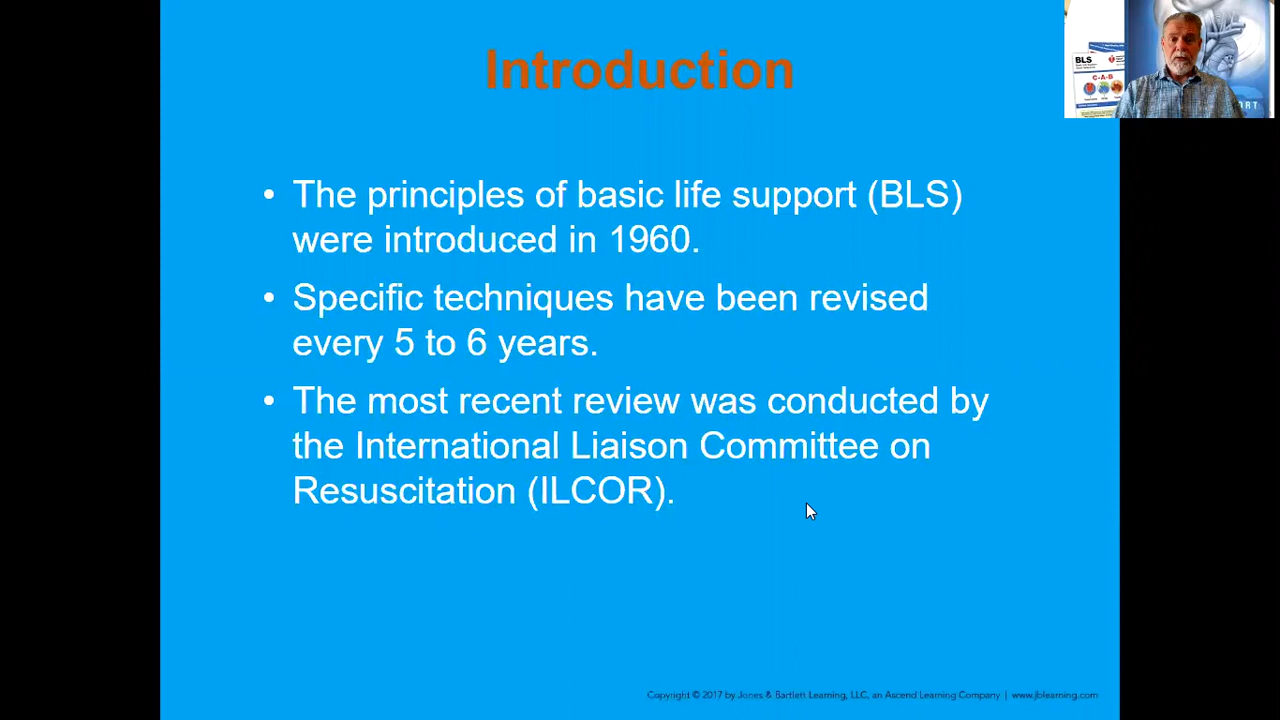 Introduction
• The principles of basic life support (BLS)
were introduced in 1960.
• Specific techniques have been revised
every 5 to 6 years.
• The most recent review was conducted by
the International Liaison Committee on
Resuscitation (ILCOR).
BLS
C-A-B
Copyright © 2017 by Jones & Bartlett Learning, LLC, an Ascend Learning Company | www.jblearning.com